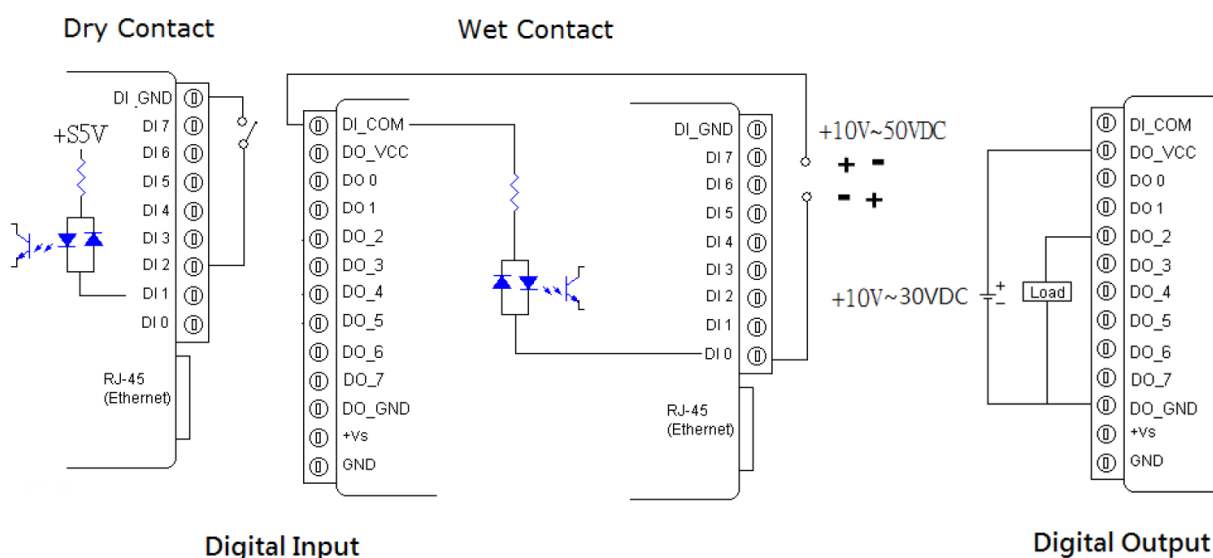 Dry Contact
Wet Contact
DI_GND
DI 7
DI 6
DI 5
DI 4
DI 3
DI 2
DI 1
DI 0
+S5V
RJ-45
(Ethernet)
DI_COM
DO_VCC
DO 0
DO 1
DO_2
DO_3
DO_4
DO_5
DO_6
DO_7
DO_GND
+Vs
GND
DI_GND
DI 7
DI 6
DI 5
DI 4
DI 3
DI 2
DI 1
DI 0
RJ-45
(Ethernet)
+10V~50VDC
+ -
- +
+10V~30VDC
+
-
Load
DI_COM
DO_VCC
DO 0
DO 1
DO_2
DO_3
DO_4
DO_5
DO_6
DO_7
DO_GND
+Vs
GND
Digital Input
Digital Output